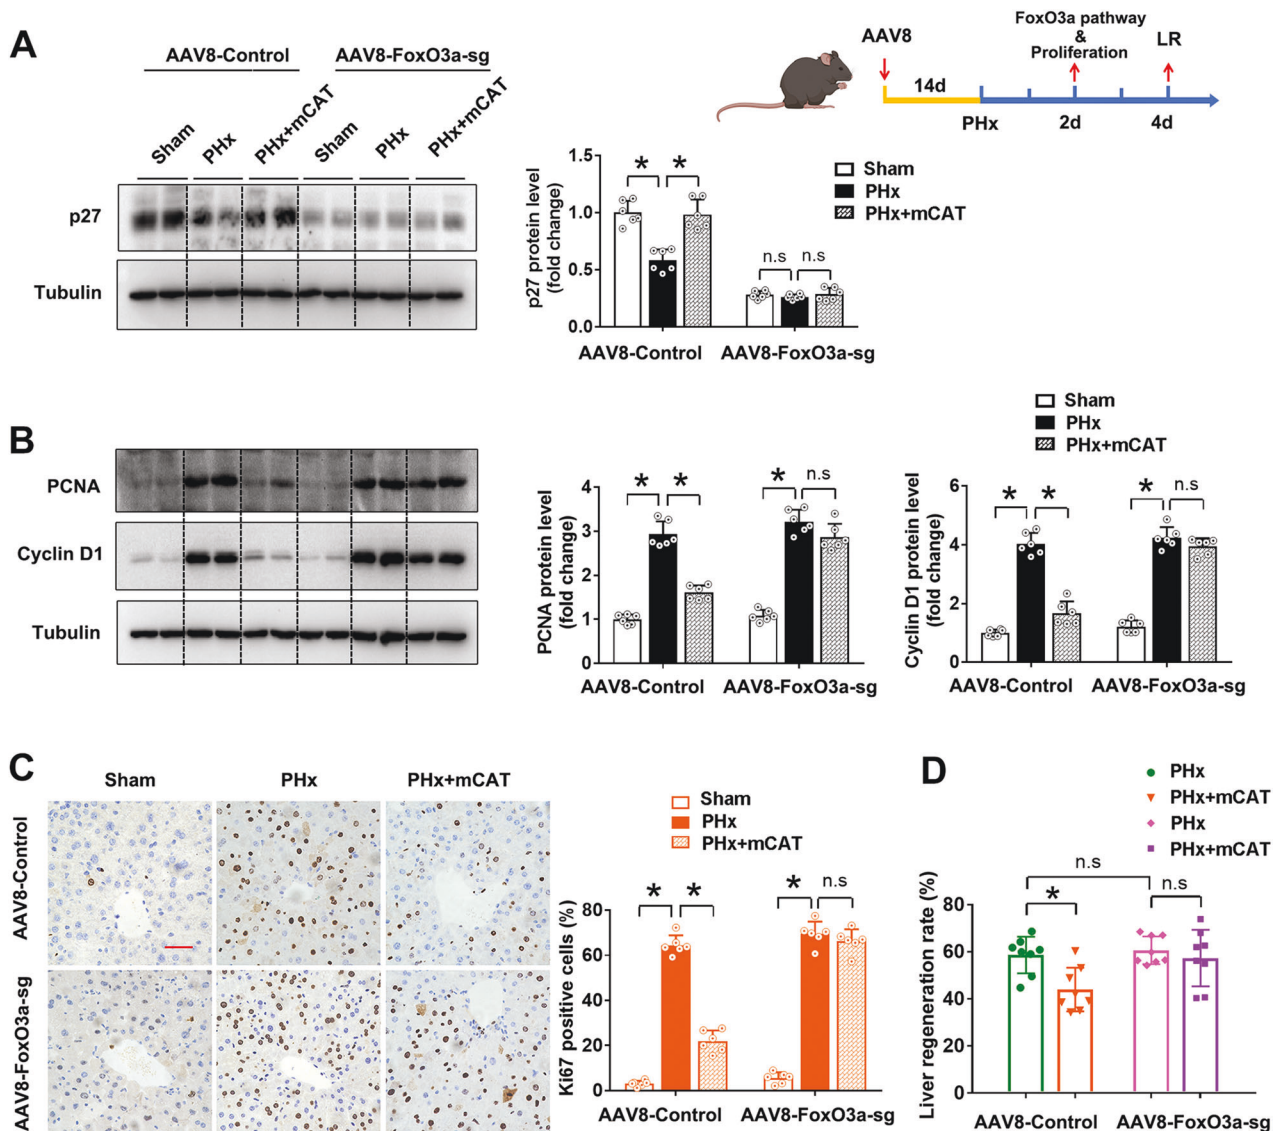 A
AAV8-Control
AAV8-FoxO3a-sg
Sham
PHx
PHx+mCAT
Sham
PHx
PHx+mCAT
p27
Tubulin
AAV8
14d
PHx
FoxO3a pathway
&
Proliferation
LR
2d
4d
p27 protein level
(fold change)
1.5
1.0
0.5
0.0
*
*
n.s
n.s
Sham
PHx
PHx+mCAT
AAV8-Control
AAV8-FoxO3a-sg
B
PCNA
Cyclin D1
Tubulin
PCNA protein level
(fold change)
4
3
2
1
0
*
*
*
n.s
Sham
PHx
PHx+mCAT
AAV8-Control
AAV8-FoxO3a-sg
Sham
PHx
PHx+mCAT
Cyclin D1 protein level
(fold change)
6
4
2
0
*
*
*
n.s
AAV8-Control
AAV8-FoxO3a-sg
C
Sham
PHx
PHx+mCAT
AAV8-Control
AAV8-FoxO3a-sg
Sham
PHx
PHx+mCAT
Ki67 positive cells (%)
80
60
40
20
0
*
*
*
n.s
AAV8-Control
AAV8-FoxO3a-sg
D
PHx
PHx+mCAT
PHx
PHx+mCAT
Liver regeneration rate (%)
80
60
40
20
0
n.s
*
n.s
AAV8-Control
AAV8-FoxO3a-sg